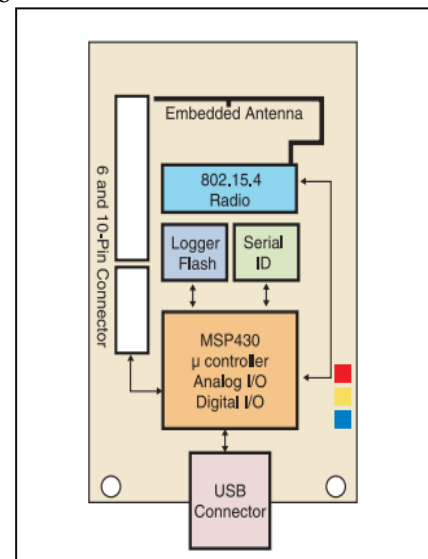 Embedded Antenna
6 and 10-Pin Connector
802.15.4
Radio
Logger
Flash
Serial
ID
MSP430
µ controller
Analog I/O
Digital I/O
USB
Connector